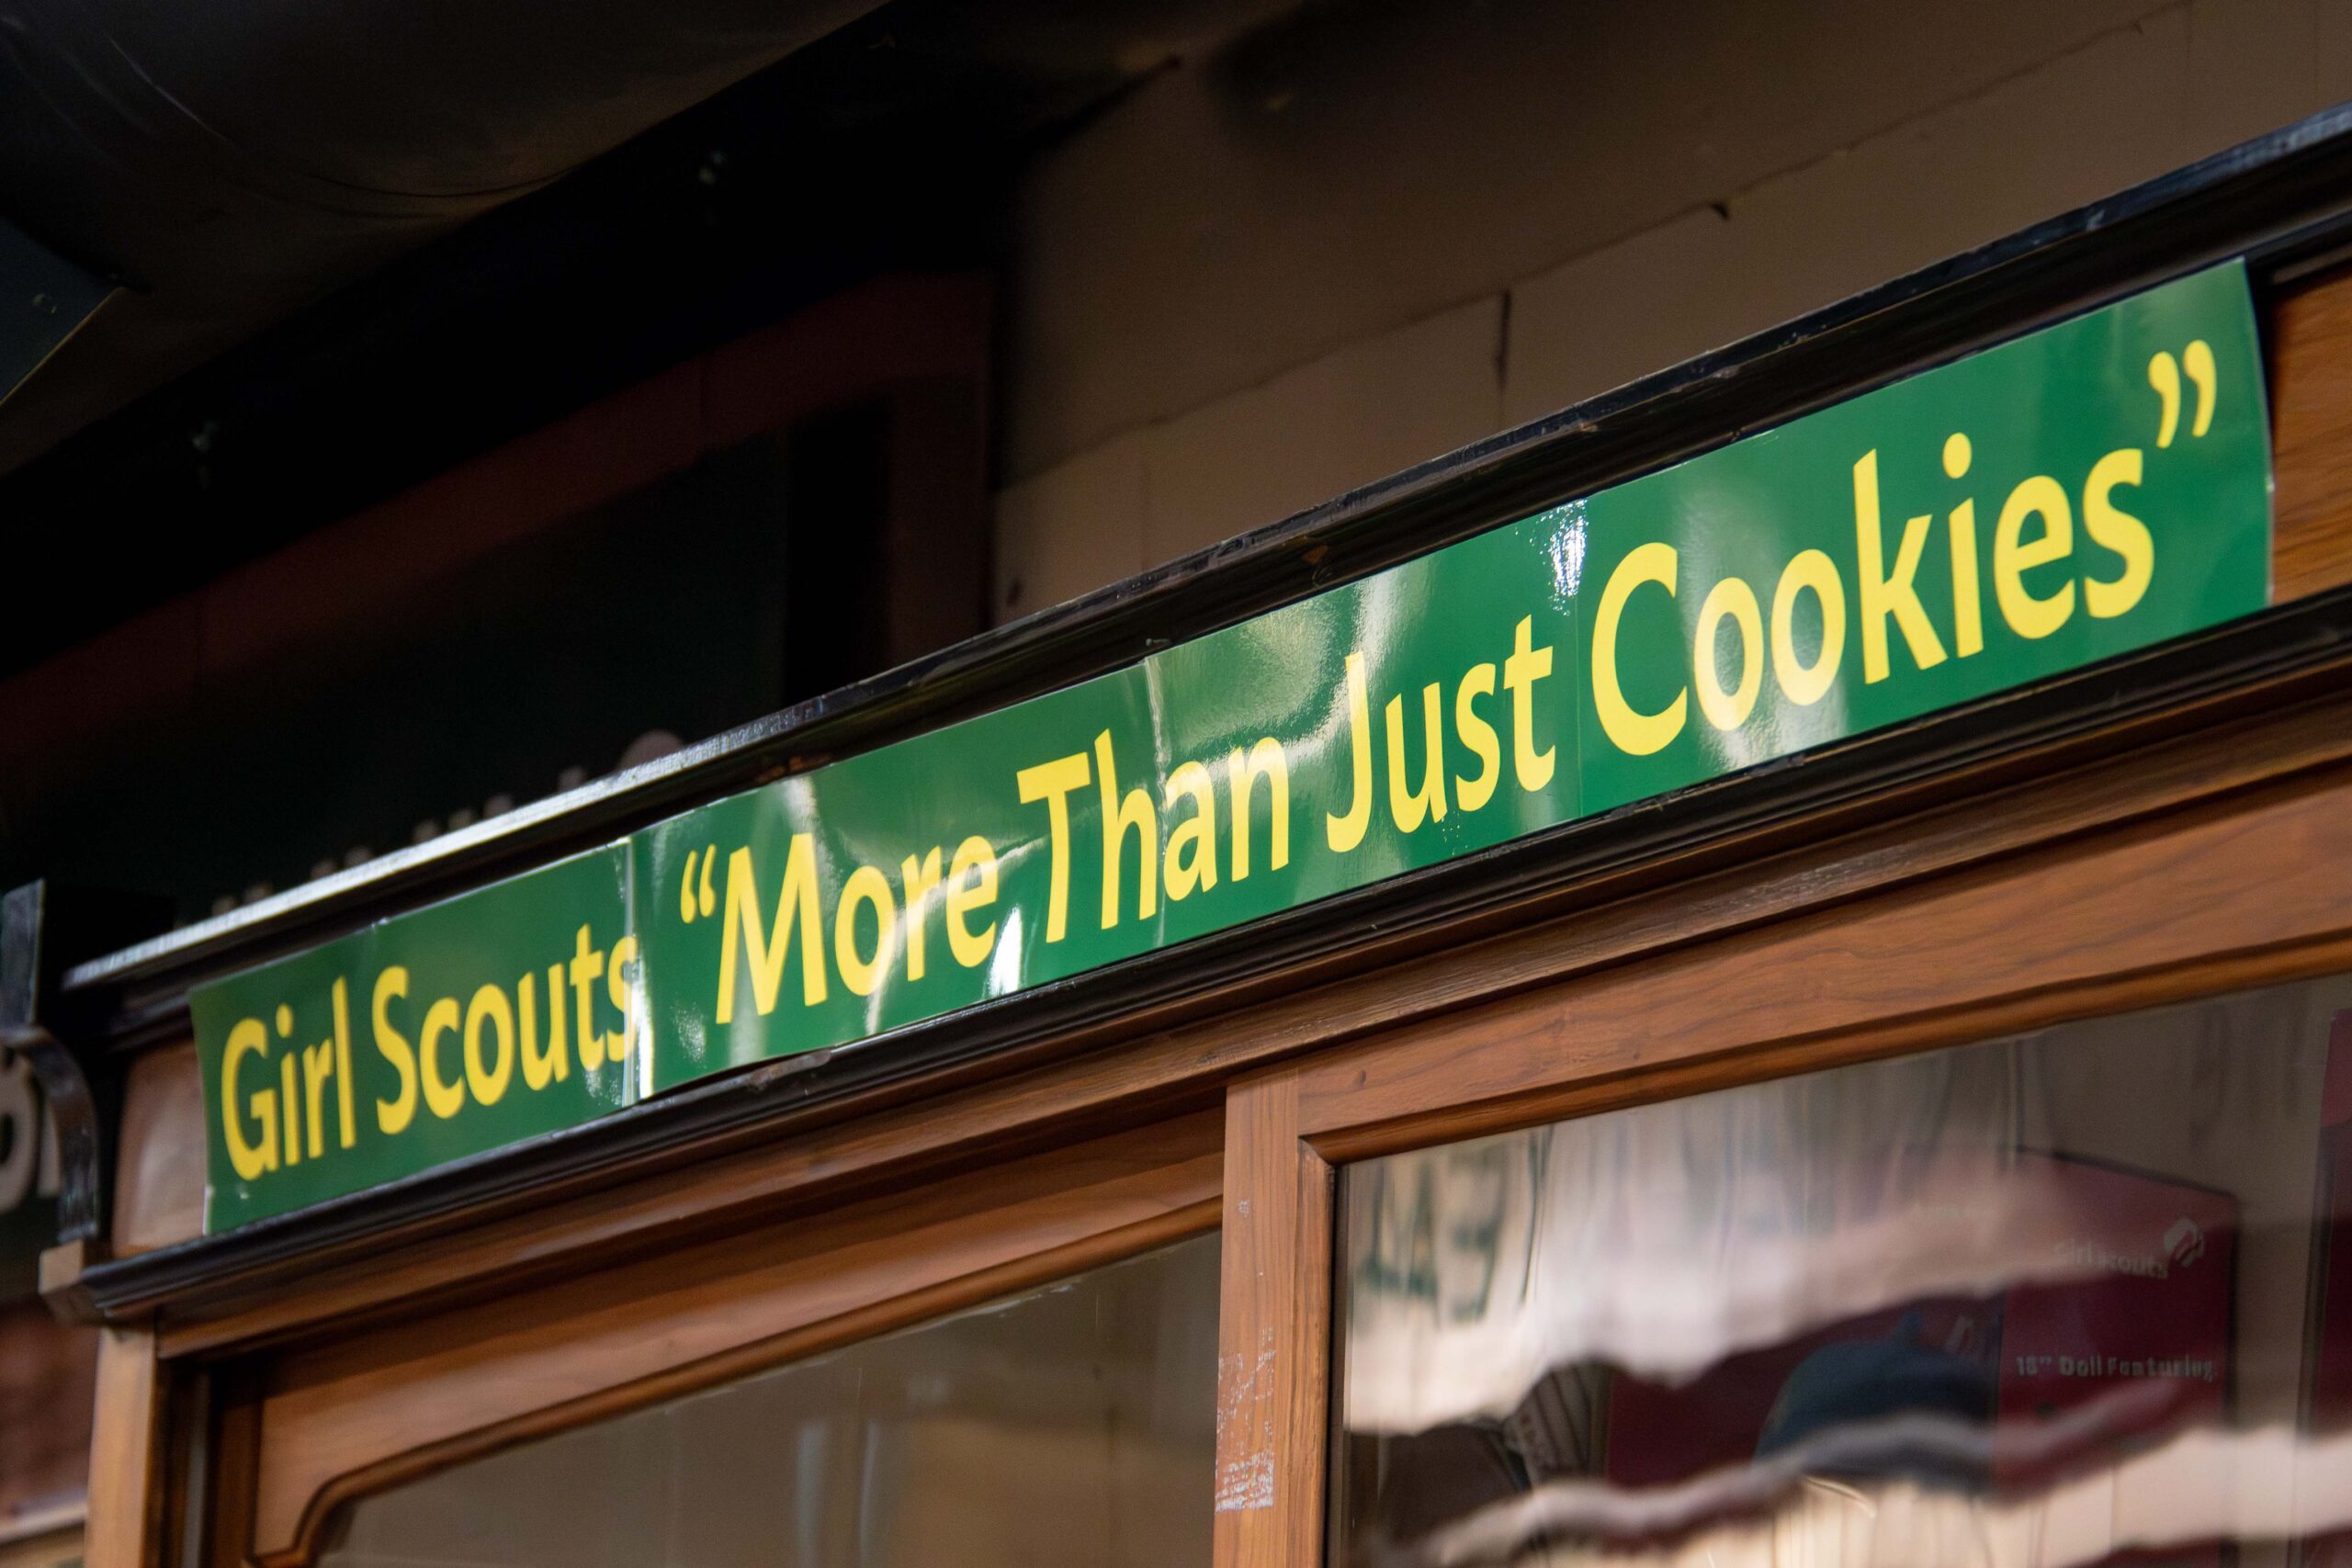 Girl Scouts “More Than Just Cookies”
girl scouts
18” Doll Featuring